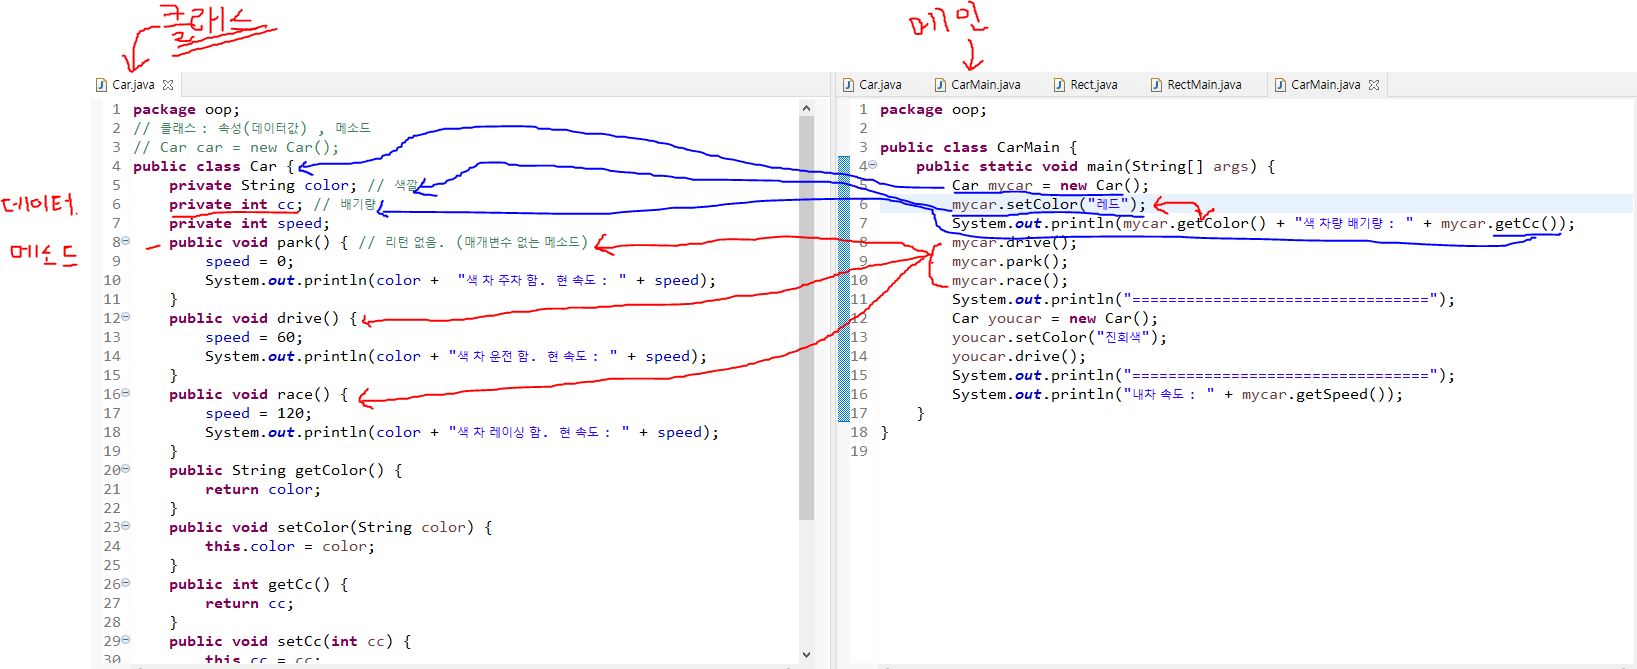 클래스
메인
Car.java
1 package oop;
2 // 클래스 : 속성(데이터값) , 메소드
3 // Car car = new Car();
4 public class Car {
5 private String color; // 색깔
6 private int cc; // 배기량
7 private int speed;
8 public void park() { // 리턴 없음. (매개변수 없는 메소드)
9 speed = 0;
10 System.out.println(color + "색 차 주차 함. 현 속도 : " + speed);
11 }
12 public void drive() {
13 speed = 60;
14 System.out.println(color + "색 차 운전 함. 현 속도 : " + speed);
15 }
16 public void race() {
17 speed = 120;
18 System.out.println(color + "색 차 레이싱 함. 현 속도 : " + speed);
19 }
20 public String getColor() {
21 return color;
22 }
23 public void setColor(String color) {
24 this.color = color;
25 }
26 public int getCc() {
27 return cc;
28 }
29 public void setCc(int cc) {
30 this.cc = cc;
데이터
메소드
Car.java CarMain.java Rect.java RectMain.java CarMain.java
1 package oop;
2
3 public class CarMain {
4 public static void main(String[] args) {
5 Car mycar = new Car();
6 mycar.setColor("레드");
7 System.out.println(mycar.getColor() + "색 차량 배기량 : " + mycar.getCc());
8 mycar.drive();
9 mycar.park();
10 mycar.race();
11 System.out.println("=================================");
12 Car youcar = new Car();
13 youcar.setColor("진회색");
14 youcar.drive();
15 System.out.println("=================================");
16 System.out.println("내차 속도 : " + mycar.getSpeed());
17 }
18 }
19